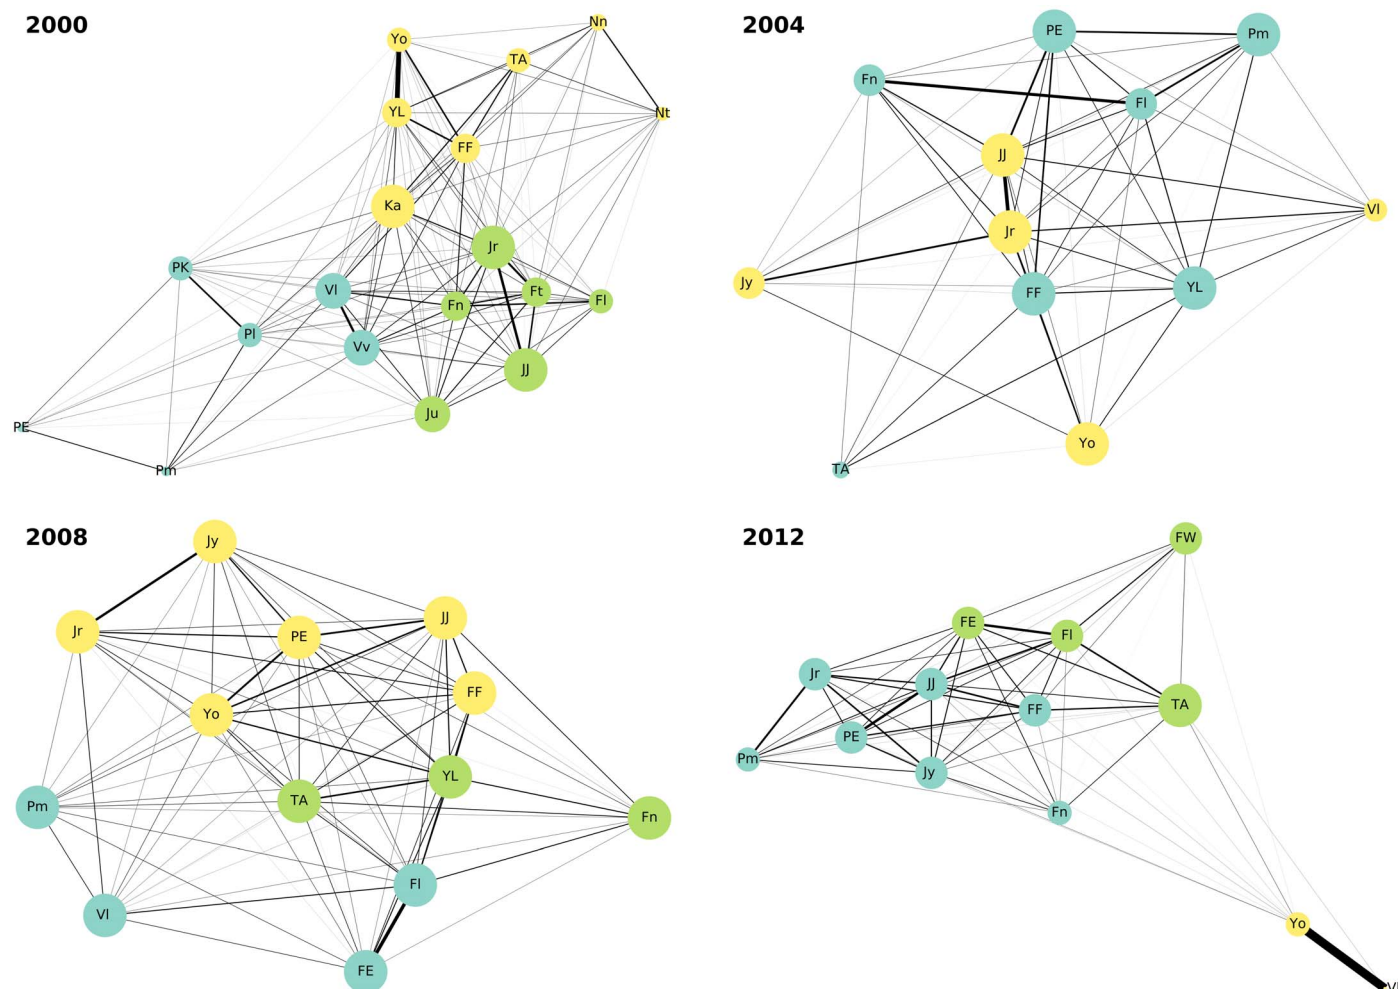 2000
Yo
Nn
TA
YL
Nt
FF
Ka
Jr
PK
Vl
Ft
Fl
Fn
Pl
Vv
JJ
Ju
PE
Pm
2004
PE
Pm
Fn
Fl
JJ
Vl
Jr
Jy
FF
YL
Yo
TA
2008
Jy
JJ
Jr
PE
FF
Yo
YL
TA
Pm
Fn
Fl
Vl
FE
2012
FW
FE
Fl
Jr
JJ
TA
FF
PE
Pm
Jy
Fn
Yo